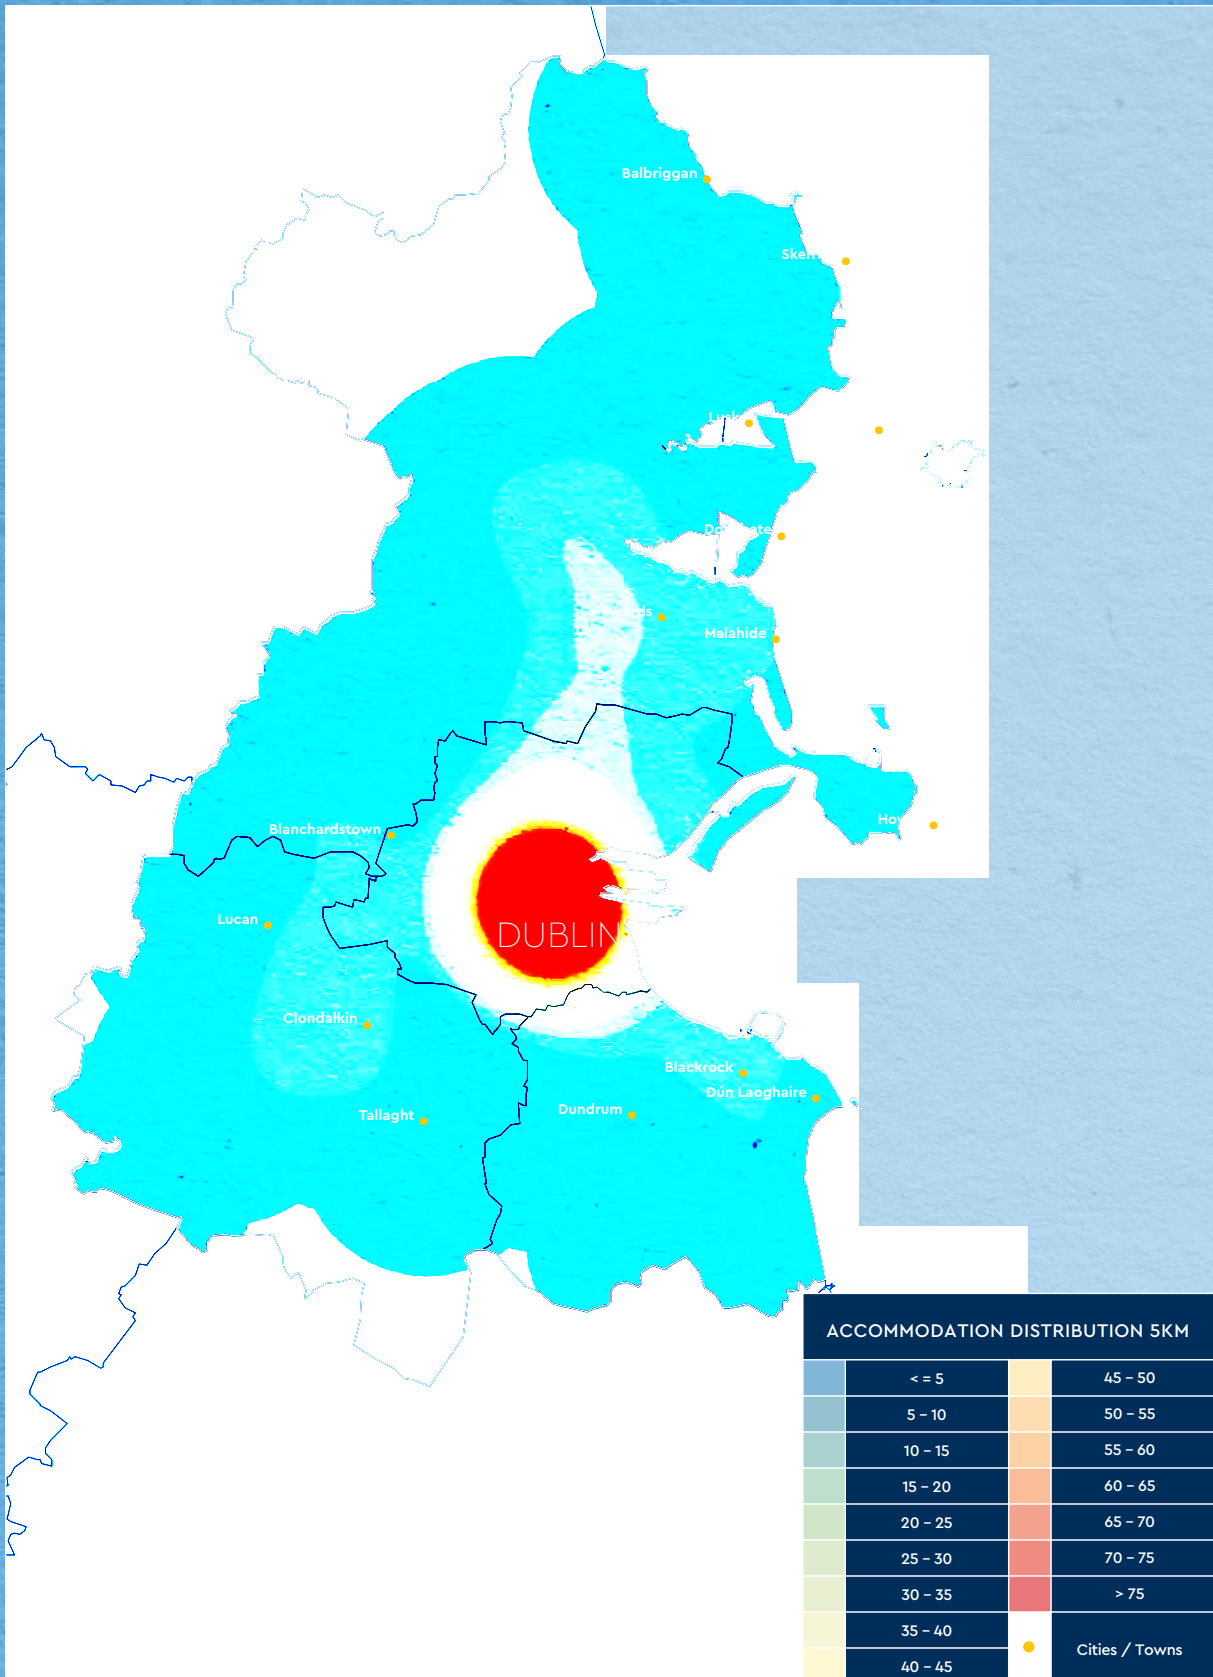 Balbriggan
Malahide
Blanchardstown
Lucan
DUBLIN
Clondalkin
Blackrock
Dún Laoghaire
Tallaght
Dundrum
ACCOMMODATION DISTRIBUTION 5KM
< = 5
45 – 50
5 – 10
50 – 55
10 – 15
55 – 60
15 – 20
60 – 65
20 – 25
65 – 70
25 – 30
70 – 75
30 – 35
> 75
35 – 40
Cities / Towns
40 – 45